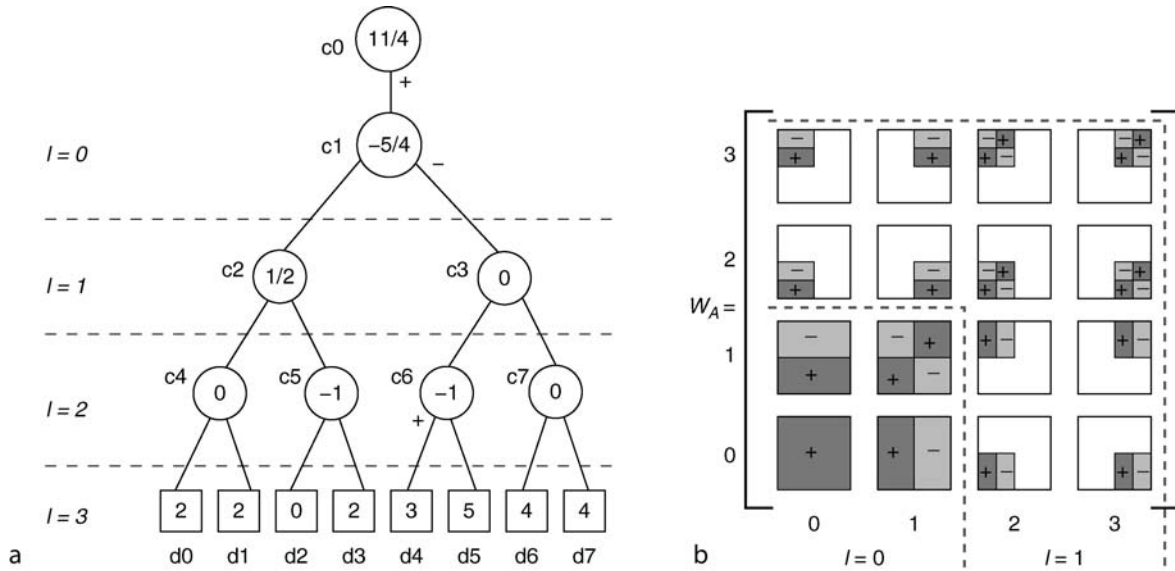 c0 11/4
+
l = 0 c1 −5/4 −
l = 1 c2 1/2 c3 0
l = 2 c4 0 c5 −1 c6 −1 c7 0
+
l = 3 2 2 0 2 3 5 4 4
a d0 d1 d2 d3 d4 d5 d6 d7
3 − − − + − +
+ + + − + −
2 − − − + − +
+ + + − + −
W_A =
1 − − + + − + −
+ + −
0 + + − + − + −
0 1 2 3
b l = 0 l = 1